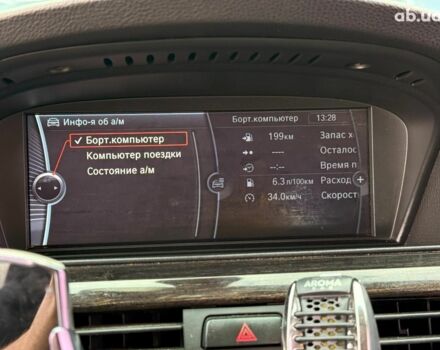 ab.ua
Инфо-я об а/м
Борт.компьютер 13:28
✓ Борт.компьютер
Компьютер поездки
Состояние а/м
199км Запас х
---- Осталос
--:-- Время п
6.3л/100км Расход
34.0км/ч Скорост
AROMA